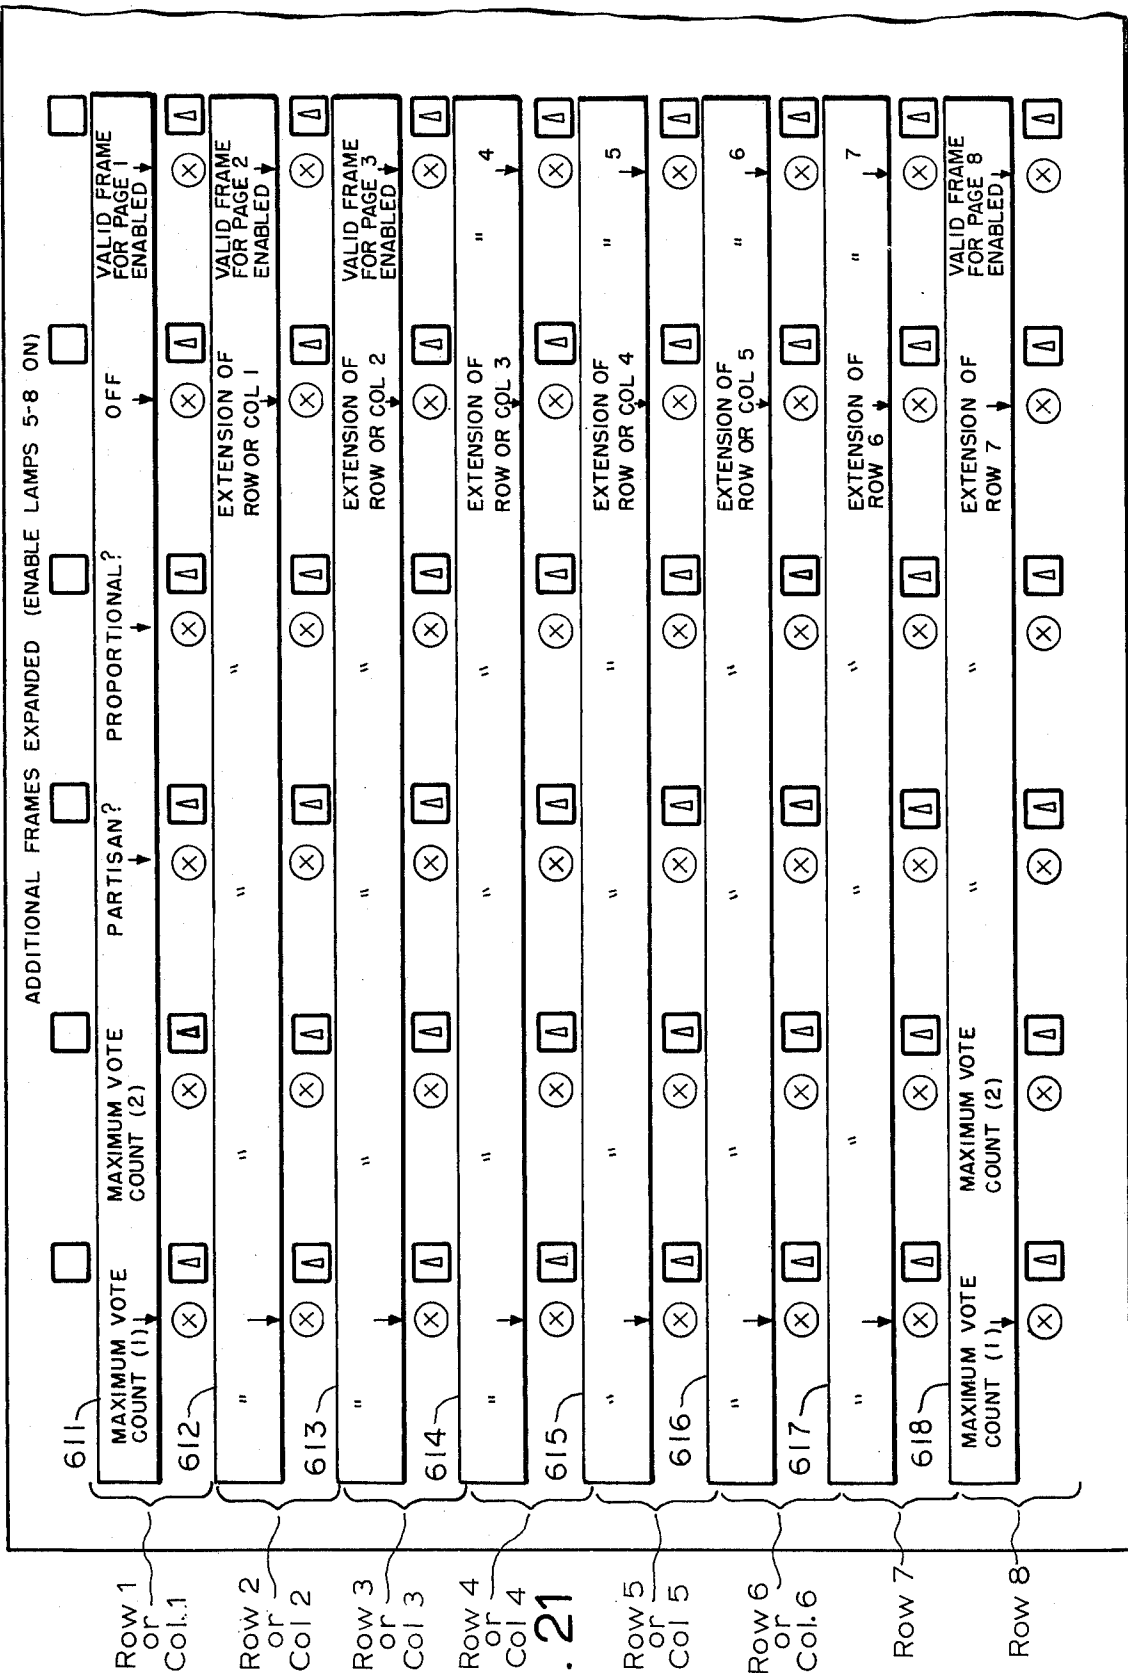 ADDITIONAL FRAMES EXPANDED (ENABLE LAMPS 5-8 ON)
Row 1
or
Col.1
611
MAXIMUM VOTE
COUNT (1)
MAXIMUM VOTE
COUNT (2)
PARTISAN?
PROPORTIONAL?
OFF
VALID FRAME
FOR PAGE 1
ENABLED
Row 2
or
Col 2
612
"
"
"
"
EXTENSION OF
ROW OR COL 1
VALID FRAME
FOR PAGE 2
ENABLED
Row 3
or
Col 3
613
"
"
"
"
EXTENSION OF
ROW OR COL 2
VALID FRAME
FOR PAGE 3
ENABLED
Row 4
or
Col 4
614
"
"
"
"
EXTENSION OF
ROW OR COL 3
" 4
. 21
Row 5
or
Col 5
615
"
"
"
"
EXTENSION OF
ROW OR COL 4
" 5
Row 6
or
Col.6
616
"
"
"
"
EXTENSION OF
ROW OR COL 5
" 6
Row 7
617
"
"
"
"
EXTENSION OF
ROW 6
" 7
Row 8
618
MAXIMUM VOTE
COUNT (1)
MAXIMUM VOTE
COUNT (2)
"
"
EXTENSION OF
ROW 7
VALID FRAME
FOR PAGE 8
ENABLED